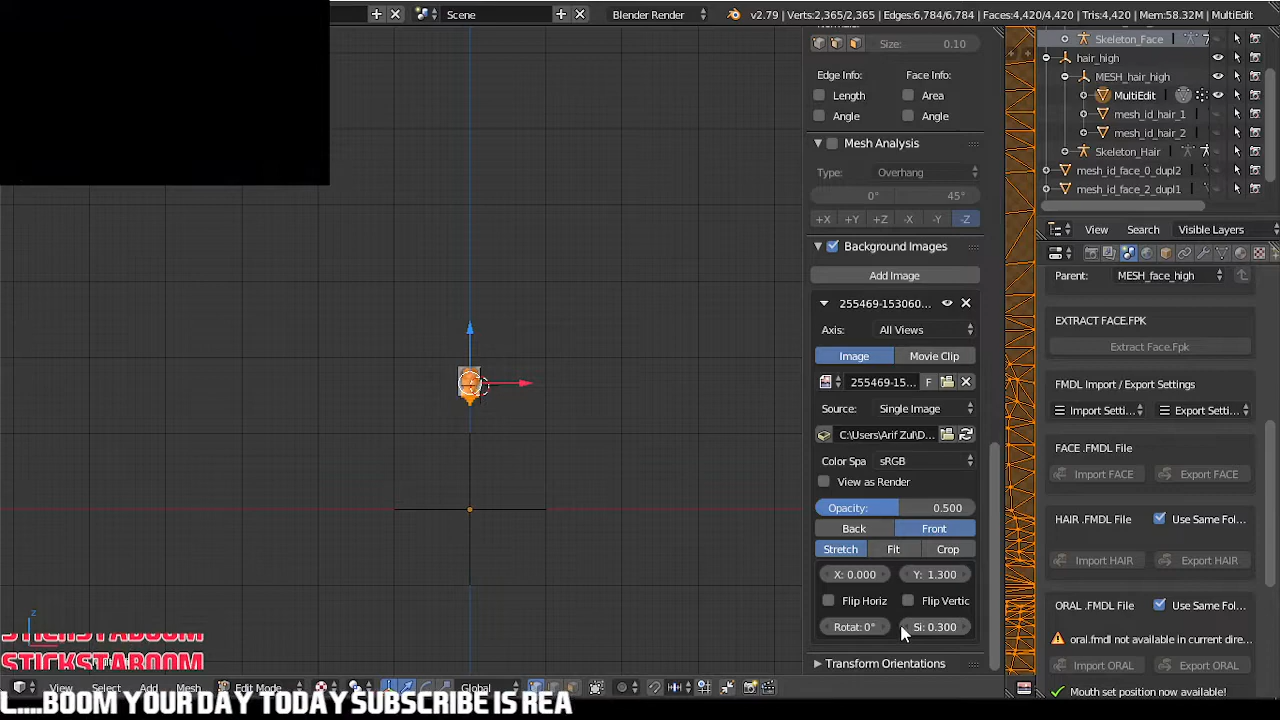 Scene
Blender Render
v2.79 | Verts:2,365/2,365 | Edges:6,784/6,784 | Faces:4,420/4,420 | Tris:4,420 | Mem:58.32M | MultiEdit
Size: 0.10
Edge Info: Face Info:
Length Area
Angle Angle
Mesh Analysis
Type: Overhang
0° 45°
+X +Y +Z -X -Y -Z
Background Images
Add Image
255469-153060...
Axis: All Views
Image Movie Clip
255469-15... F
Source: Single Image
C:\Users\Arif Zul\D...
Color Spa sRGB
View as Render
Opacity: 0.500
Back Front
Stretch Fit Crop
X: 0.000 Y: 1.300
Flip Horiz Flip Vertic
Rotat: 0° Si: 0.300
Transform Orientations
Skeleton_Face
hair_high
MESH_hair_high
MultiEdit
mesh_id_hair_1
mesh_id_hair_2
Skeleton_Hair
mesh_id_face_0_dupl2
mesh_id_face_2_dupl1
View Search Visible Layers
Parent: MESH_face_high
EXTRACT FACE.FPK
Extract Face.Fpk
FMDL Import / Export Settings
Import Setti... Export Setti...
FACE .FMDL File
Import FACE Export FACE
HAIR .FMDL File Use Same Fol...
Import HAIR Export HAIR
ORAL .FMDL File Use Same Fol...
oral.fmdl not available in current dire...
Import ORAL Export ORAL
Mouth set position now available!
z
STICKSTABOOM
STICKSTABOOM
View Select Add Mesh Edit Mode Global
L....BOOM YOUR DAY TODAY SUBSCRIBE IS REA